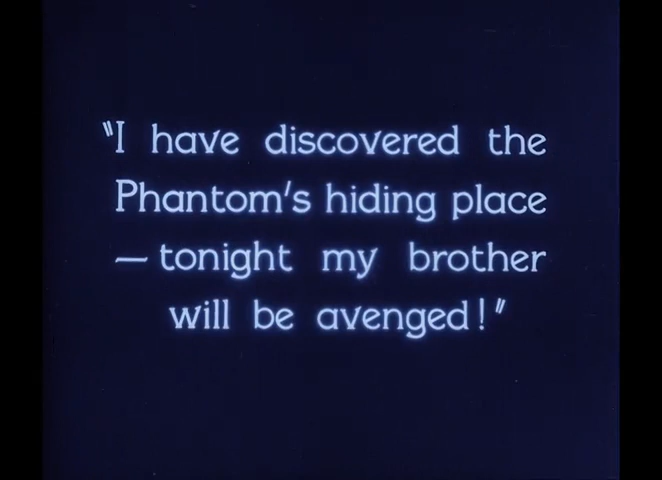 "I have discovered the
Phantom's hiding place
— tonight my brother
will be avenged!"